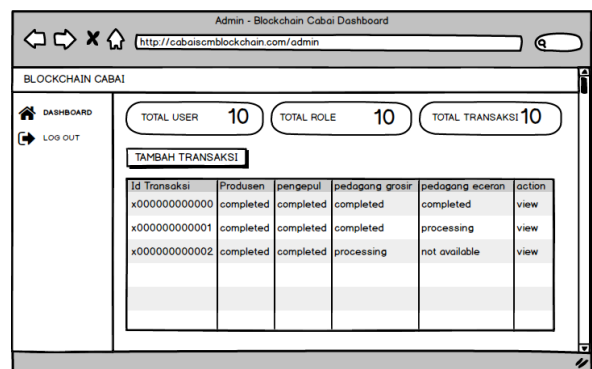 Admin - Blockchain Cabai Dashboard
http://cabaiscmblockchain.com/admin
BLOCKCHAIN CABAI
DASHBOARD
LOG OUT
TOTAL USER 10
TOTAL ROLE 10
TOTAL TRANSAKSI 10
TAMBAH TRANSAKSI
Id Transaksi Produsen pengepul pedagang grosir pedagang eceran action
x000000000000 completed completed completed completed view
x000000000001 completed completed completed processing view
x000000000002 completed completed processing not available view